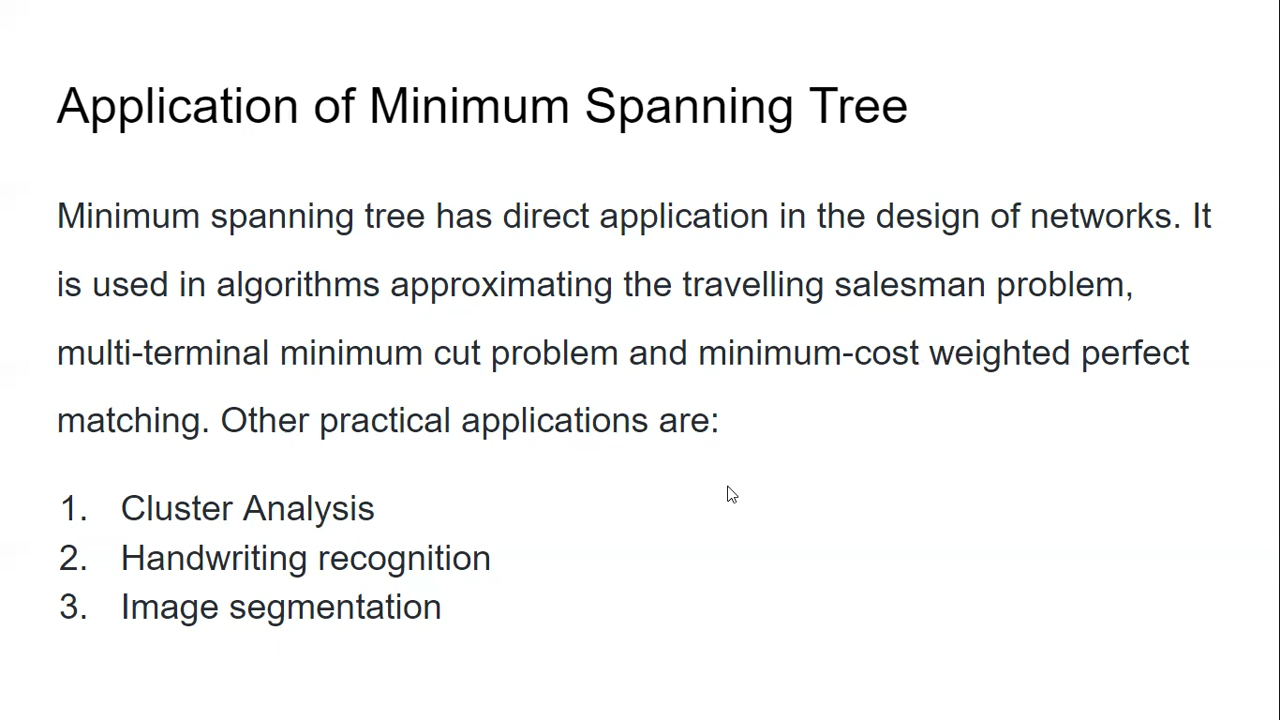 Application of Minimum Spanning Tree
Minimum spanning tree has direct application in the design of networks. It
is used in algorithms approximating the travelling salesman problem,
multi-terminal minimum cut problem and minimum-cost weighted perfect
matching. Other practical applications are:
1. Cluster Analysis
2. Handwriting recognition
3. Image segmentation